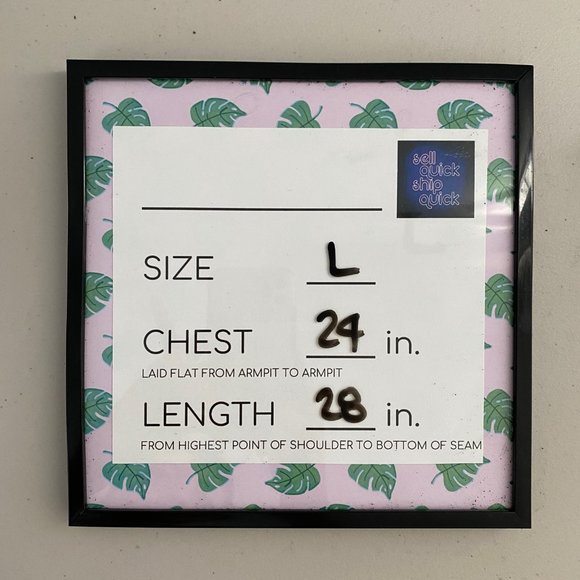 sell
quick
ship
quick
SIZE L
CHEST 24 in.
LAID FLAT FROM ARMPIT TO ARMPIT
LENGTH 28 in.
FROM HIGHEST POINT OF SHOULDER TO BOTTOM OF SEAM